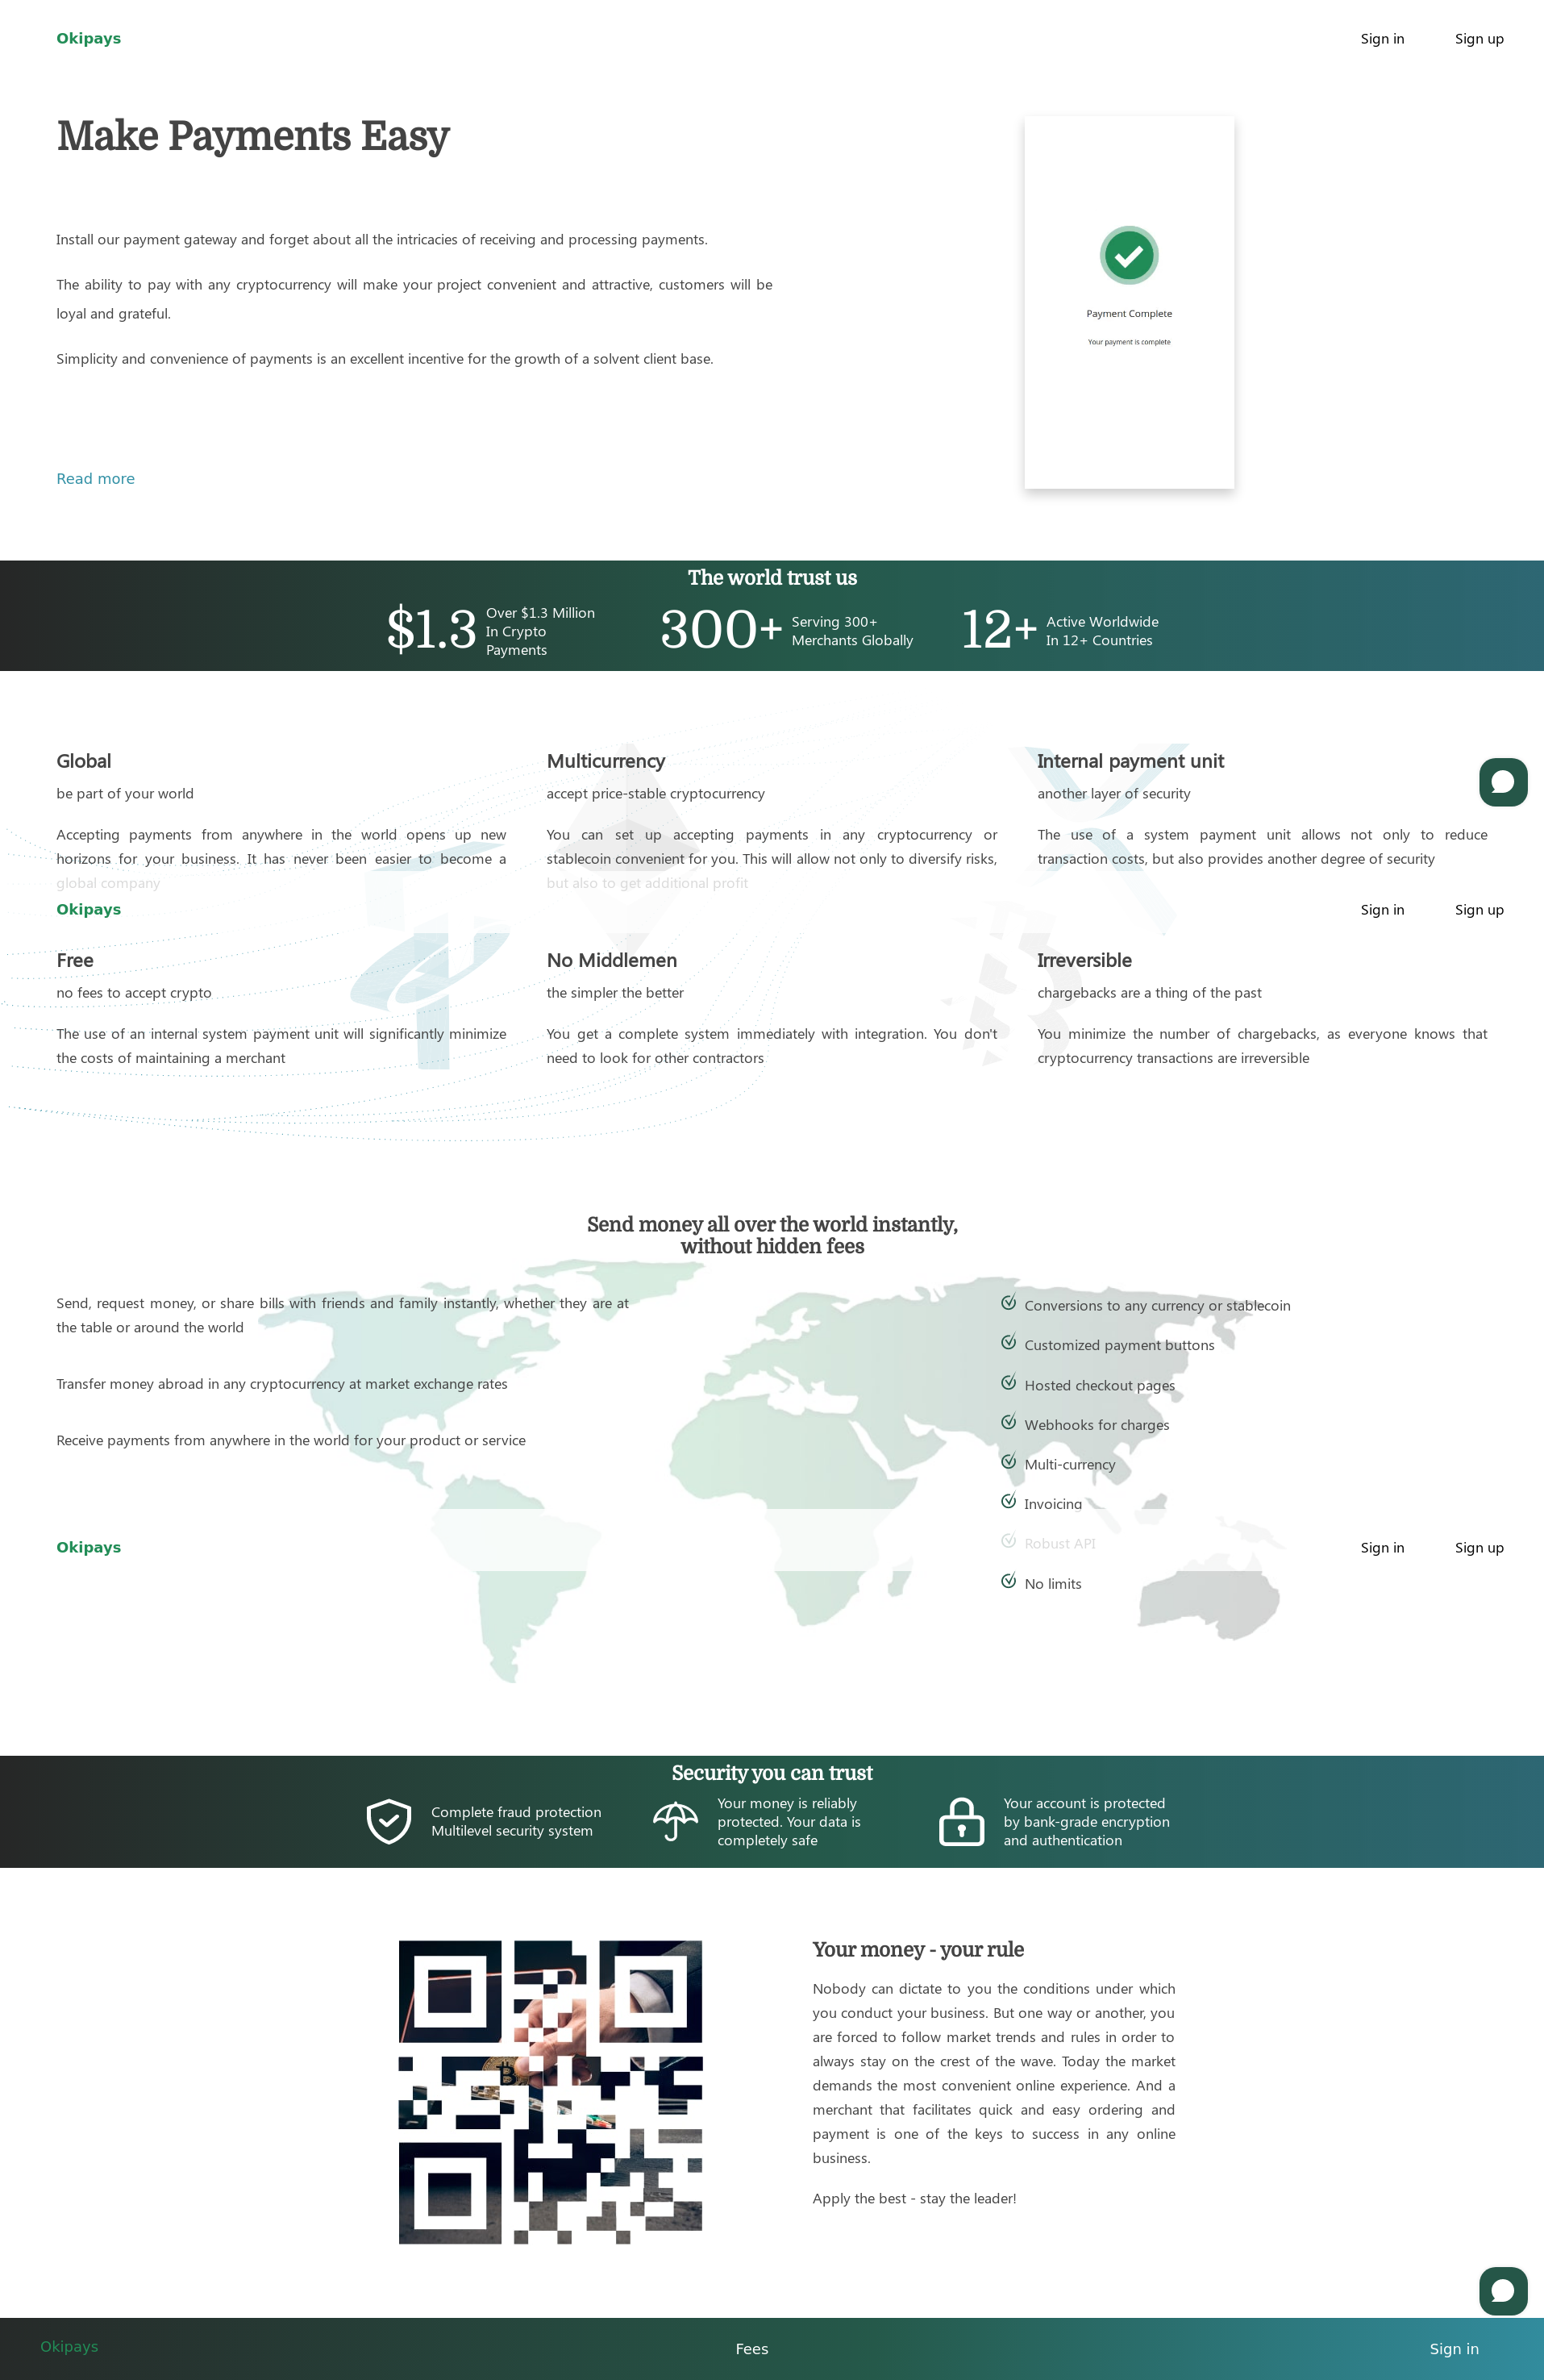 Okipays
Sign in
Sign up
Make Payments Easy
Install our payment gateway and forget about all the intricacies of receiving and processing payments.
The ability to pay with any cryptocurrency will make your project convenient and attractive, customers will be
loyal and grateful.
Simplicity and convenience of payments is an excellent incentive for the growth of a solvent client base.
Read more
Payment Complete
Your payment is complete
The world trust us
$1.3
Over $1.3 Million
In Crypto
Payments
300+
Serving 300+
Merchants Globally
12+
Active Worldwide
In 12+ Countries
Global
be part of your world
Accepting payments from anywhere in the world opens up new
horizons for your business. It has never been easier to become a
global company
Multicurrency
accept price-stable cryptocurrency
You can set up accepting payments in any cryptocurrency or
stablecoin convenient for you. This will allow not only to diversify risks,
but also to get additional profit
Internal payment unit
another layer of security
The use of a system payment unit allows not only to reduce
transaction costs, but also provides another degree of security
Okipays
Sign in
Sign up
Free
no fees to accept crypto
The use of an internal system payment unit will significantly minimize
the costs of maintaining a merchant
No Middlemen
the simpler the better
You get a complete system immediately with integration. You don't
need to look for other contractors
Irreversible
chargebacks are a thing of the past
You minimize the number of chargebacks, as everyone knows that
cryptocurrency transactions are irreversible
Send money all over the world instantly,
without hidden fees
Send, request money, or share bills with friends and family instantly, whether they are at
the table or around the world
Transfer money abroad in any cryptocurrency at market exchange rates
Receive payments from anywhere in the world for your product or service
Conversions to any currency or stablecoin
Customized payment buttons
Hosted checkout pages
Webhooks for charges
Multi-currency
Invoicing
Robust API
No limits
Okipays
Sign in
Sign up
Security you can trust
Complete fraud protection
Multilevel security system
Your money is reliably
protected. Your data is
completely safe
Your account is protected
by bank-grade encryption
and authentication
Your money - your rule
Nobody can dictate to you the conditions under which
you conduct your business. But one way or another, you
are forced to follow market trends and rules in order to
always stay on the crest of the wave. Today the market
demands the most convenient online experience. And a
merchant that facilitates quick and easy ordering and
payment is one of the keys to success in any online
business.
Apply the best - stay the leader!
Okipays
Fees
Sign in